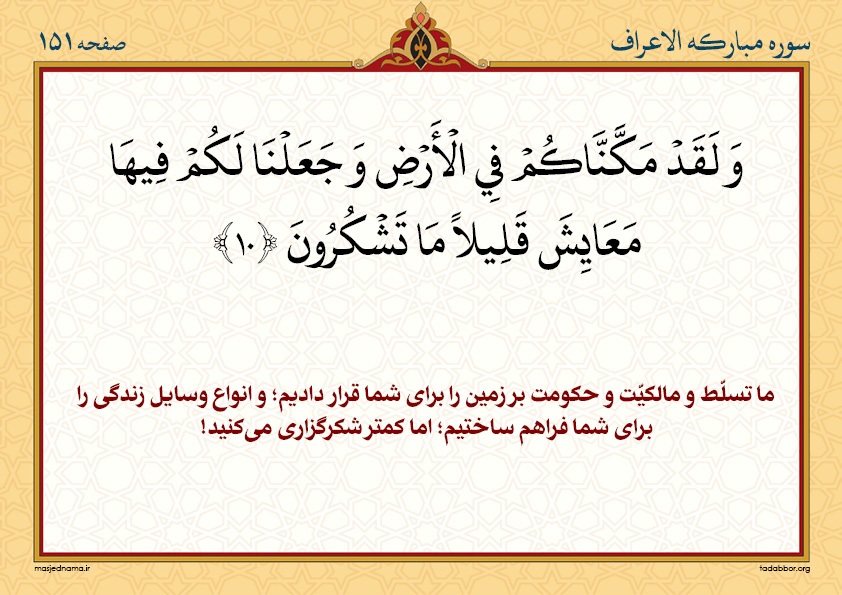 سوره مبارکه الاعراف
صفحه ۱۵۱
وَ لَقَدْ مَكَّنَّاكُمْ فِي الْأَرْضِ وَ جَعَلْنَا لَكُمْ فِيهَا
مَعَايِشَ قَلِيلاً مَا تَشْكُرُونَ ﴿۱۰﴾
ما تسلّط و مالکیّت و حکومت بر زمین را برای شما قرار دادیم؛ و انواع وسایل زندگی را
برای شما فراهم ساختیم؛ اما کمتر شکرگزاری می‌کنید!
masjednama.ir
tadabbor.org